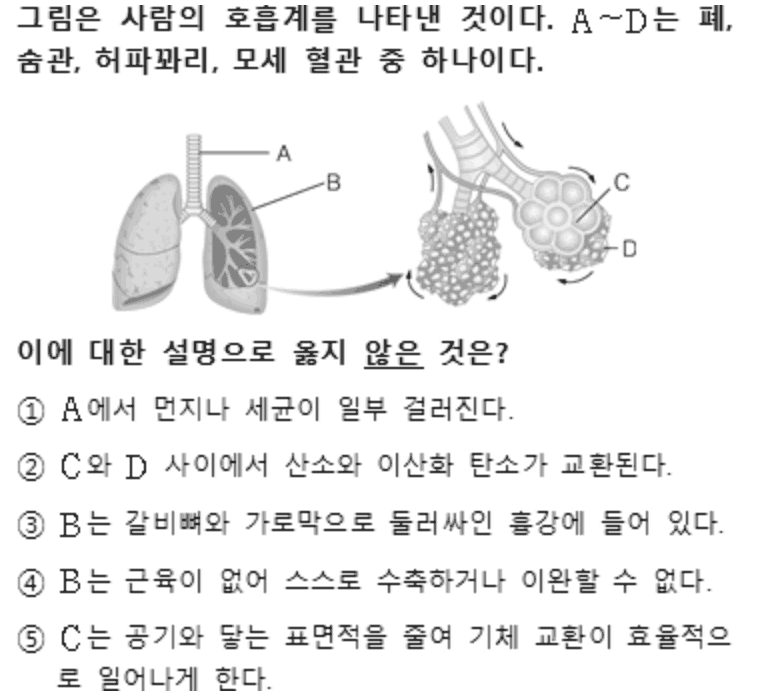 그림은 사람의 호흡계를 나타낸 것이다. A~D는 폐,
숨관, 허파꽈리, 모세 혈관 중 하나이다.
A
B
C
D
이에 대한 설명으로 옳지 않은 것은?
① A에서 먼지나 세균이 일부 걸러진다.
② C와 D 사이에서 산소와 이산화 탄소가 교환된다.
③ B는 갈비뼈와 가로막으로 둘러싸인 흉강에 들어 있다.
④ B는 근육이 없어 스스로 수축하거나 이완할 수 없다.
⑤ C는 공기와 닿는 표면적을 줄여 기체 교환이 효율적으
로 일어나게 한다.